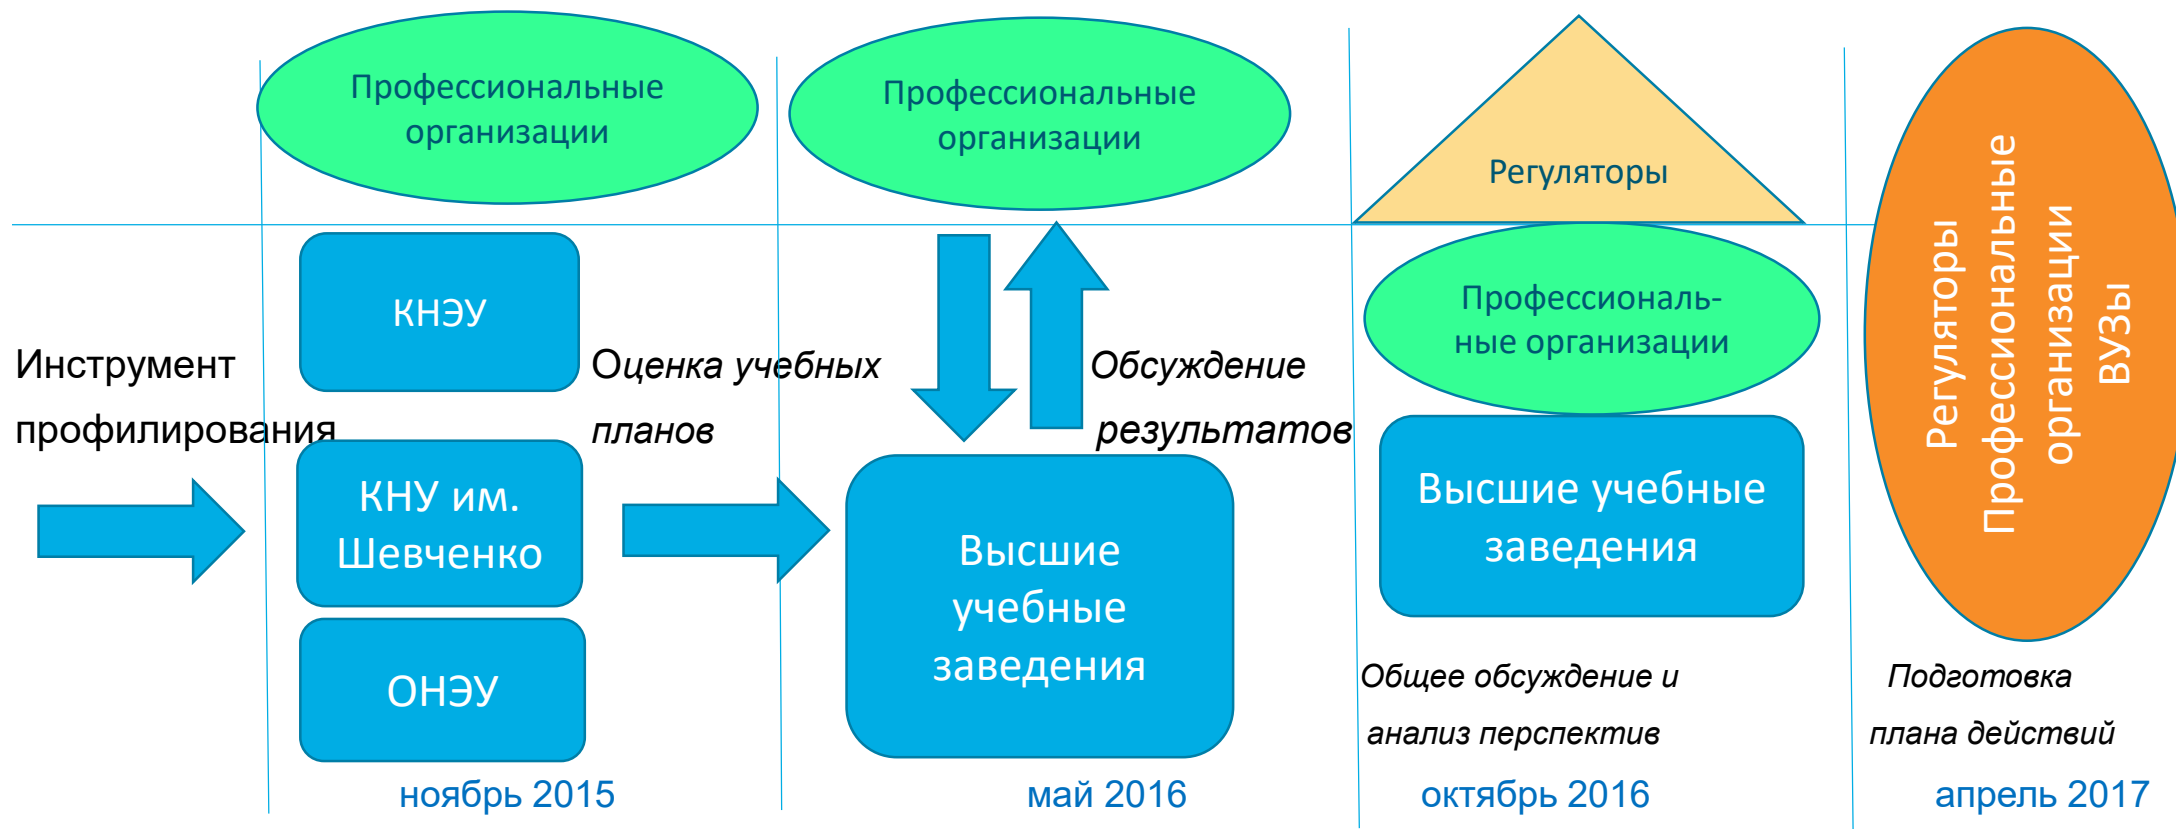 Профессиональные
организации
Профессиональные
организации
Регуляторы
Регуляторы
Профессиональные
организации
ВУЗы
КНЭУ
Профессиональ-
ные организации
Инструмент
профилирования
Оценка учебных
планов
Обсуждение
результатов
КНУ им.
Шевченко
Высшие
учебные
заведения
Высшие учебные
заведения
ОНЭУ
Общее обсуждение и
анализ перспектив
Подготовка
плана действий
ноябрь 2015
май 2016
октябрь 2016
апрель 2017